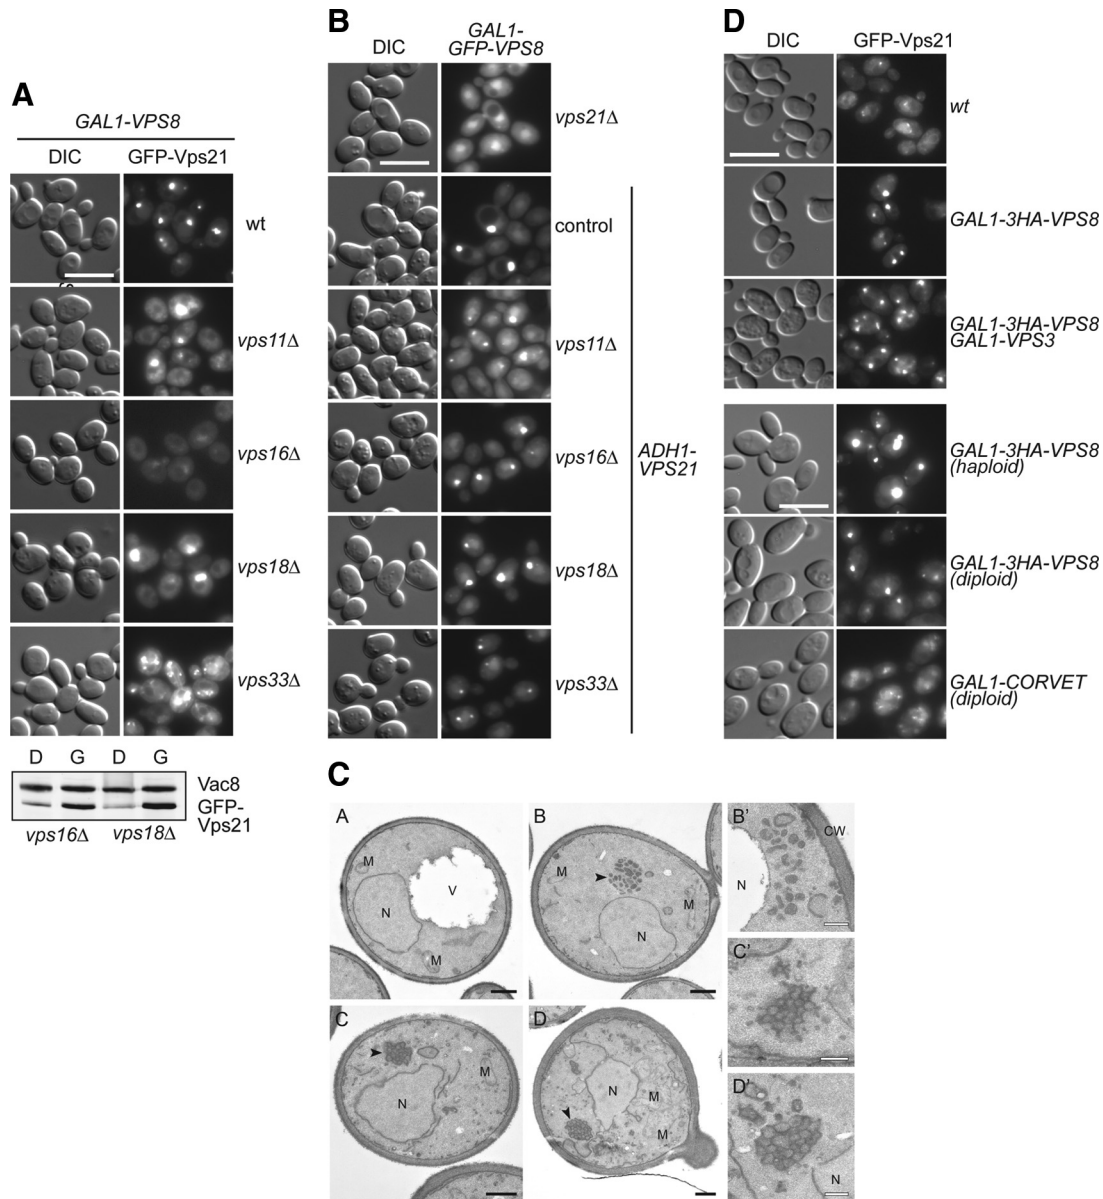 A
GAL1-VPS8
DIC
GFP-Vps21
wt
vps11Δ
vps16Δ
vps18Δ
vps33Δ
D
G
D
G
Vac8
GFP-
Vps21
vps16Δ
vps18Δ
B
DIC
GAL1-
GFP-VPS8
vps21Δ
control
vps11Δ
vps16Δ
vps18Δ
vps33Δ
ADH1-
VPS21
D
DIC
GFP-Vps21
wt
GAL1-3HA-VPS8
GAL1-3HA-VPS8
GAL1-VPS3
GAL1-3HA-VPS8
(haploid)
GAL1-3HA-VPS8
(diploid)
GAL1-CORVET
(diploid)
C
A
M
V
N
M
B
M
M
N
B'
CW
N
C
M
N
C'
D
N
M
M
D'
N